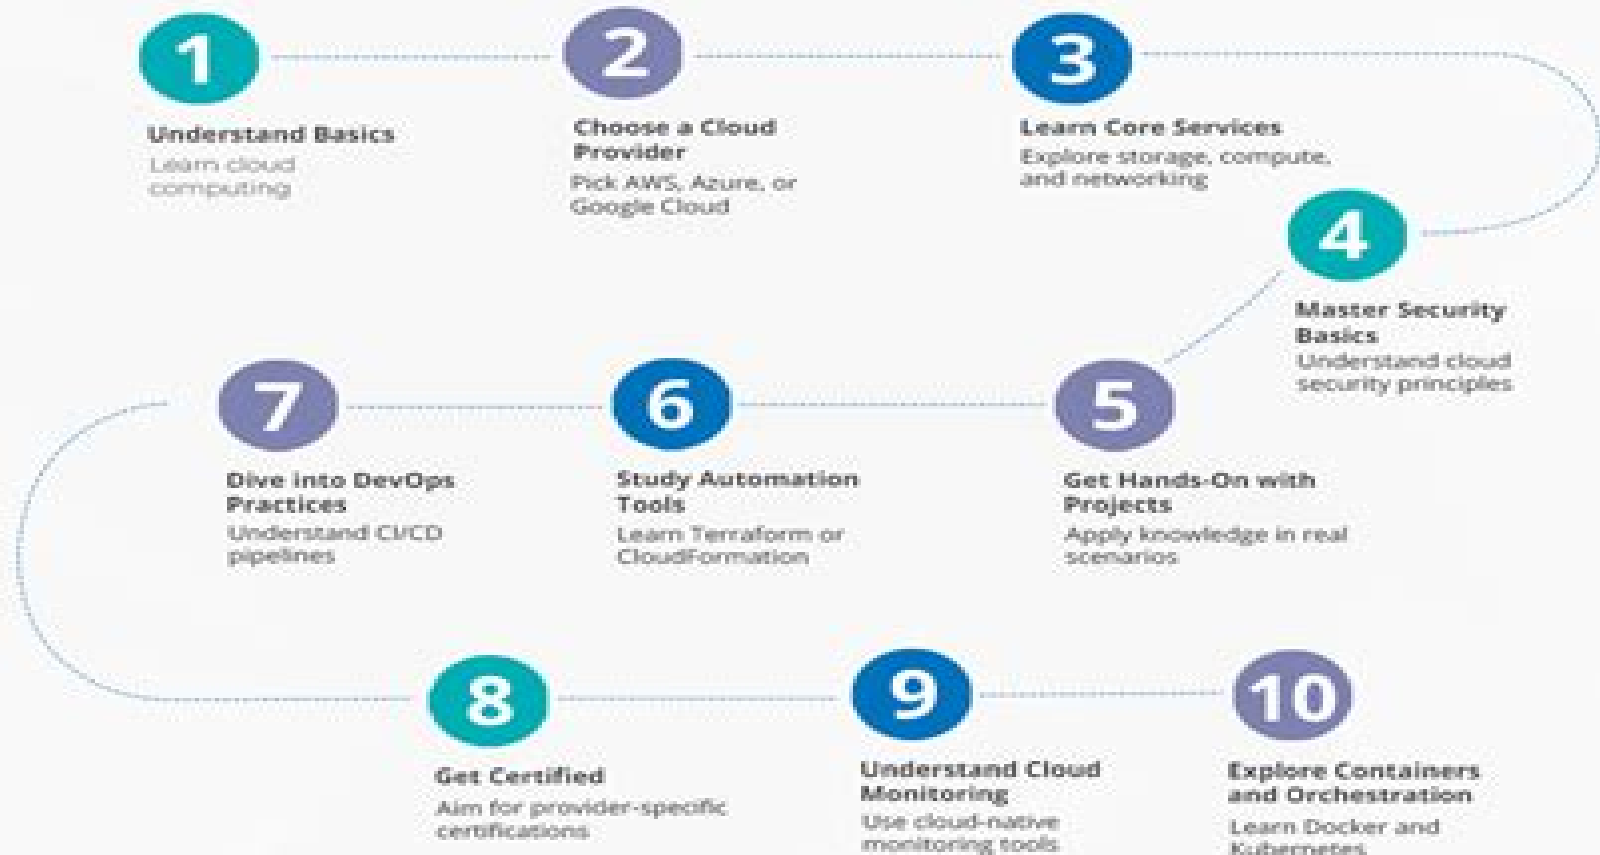 1
Understand Basics
Learn cloud
computing
2
Choose a Cloud
Provider
Pick AWS, Azure, or
Google Cloud
3
Learn Core Services
Explore storage, compute,
and networking
4
Master Security
Basics
Understand cloud
security principles
5
Get Hands-On with
Projects
Apply knowledge in real
scenarios
6
Study Automation
Tools
Learn Terraform or
CloudFormation
7
Dive into DevOps
Practices
Understand CI/CD
pipelines
8
Get Certified
Aim for provider-specific
certifications
9
Understand Cloud
Monitoring
Use cloud-native
monitoring tools
10
Explore Containers
and Orchestration
Learn Docker and
Kubernetes